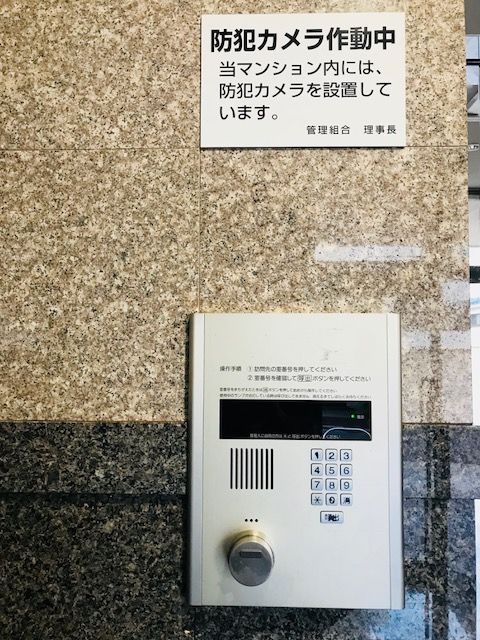 防犯カメラ作動中
当マンション内には、
防犯カメラを設置して
います。
管理組合　理事長
操作手順　① 訪問先の室番号を押してください
② 室番号を確認して呼出ボタンを押してください
1 2 3
4 5 6
7 8 9
* 0
呼出